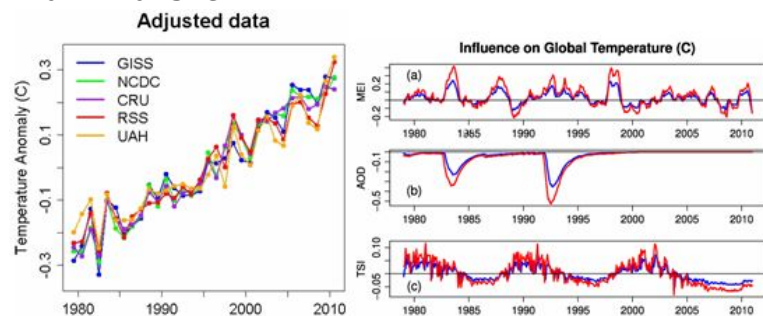 Adjusted data
Temperature Anomaly (C)
0.3
0.1
-0.1
-0.3
GISS
NCDC
CRU
RSS
UAH
1980
1990
2000
2010
Influence on Global Temperature (C)
MEI
0.2
-0.2
(a)
1980
1985
1990
1995
2000
2005
2010
AOD
-0.1
-0.5
(b)
1980
1985
1990
1995
2000
2005
2010
TSI
0.10
-0.05
(c)
1980
1985
1990
1995
2000
2005
2010